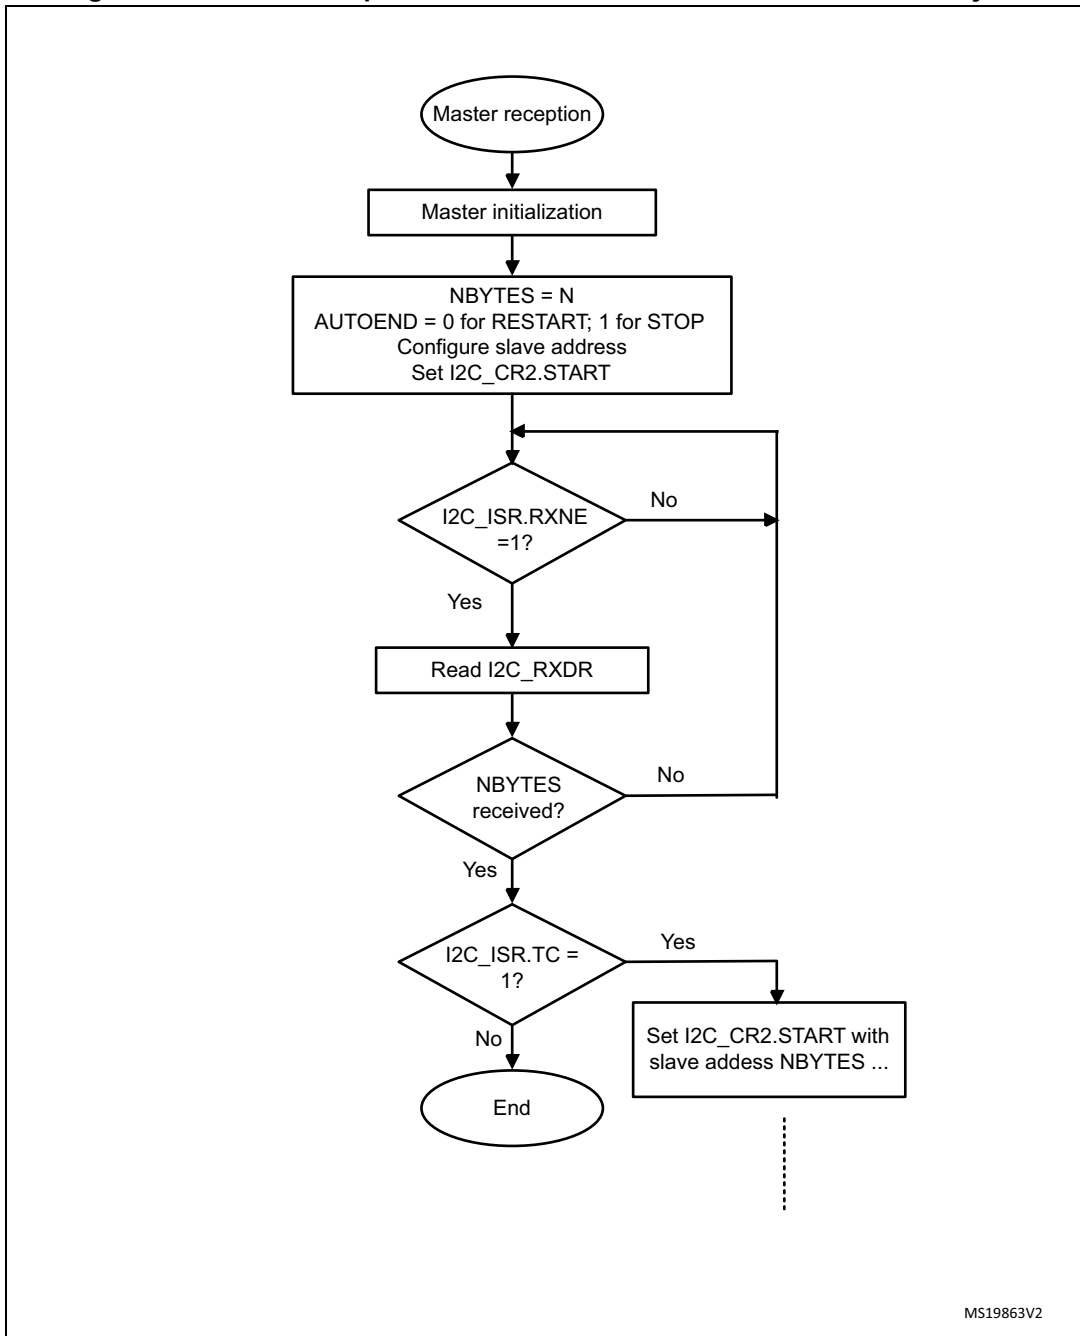 Master reception
Master initialization
NBYTES = N
AUTOEND = 0 for RESTART; 1 for STOP
Configure slave address
Set I2C_CR2.START
I2C_ISR.RXNE
=1?
No
Yes
Read I2C_RXDR
NBYTES
received?
No
Yes
I2C_ISR.TC =
1?
Yes
No
Set I2C_CR2.START with
slave addess NBYTES ...
End
MS19863V2